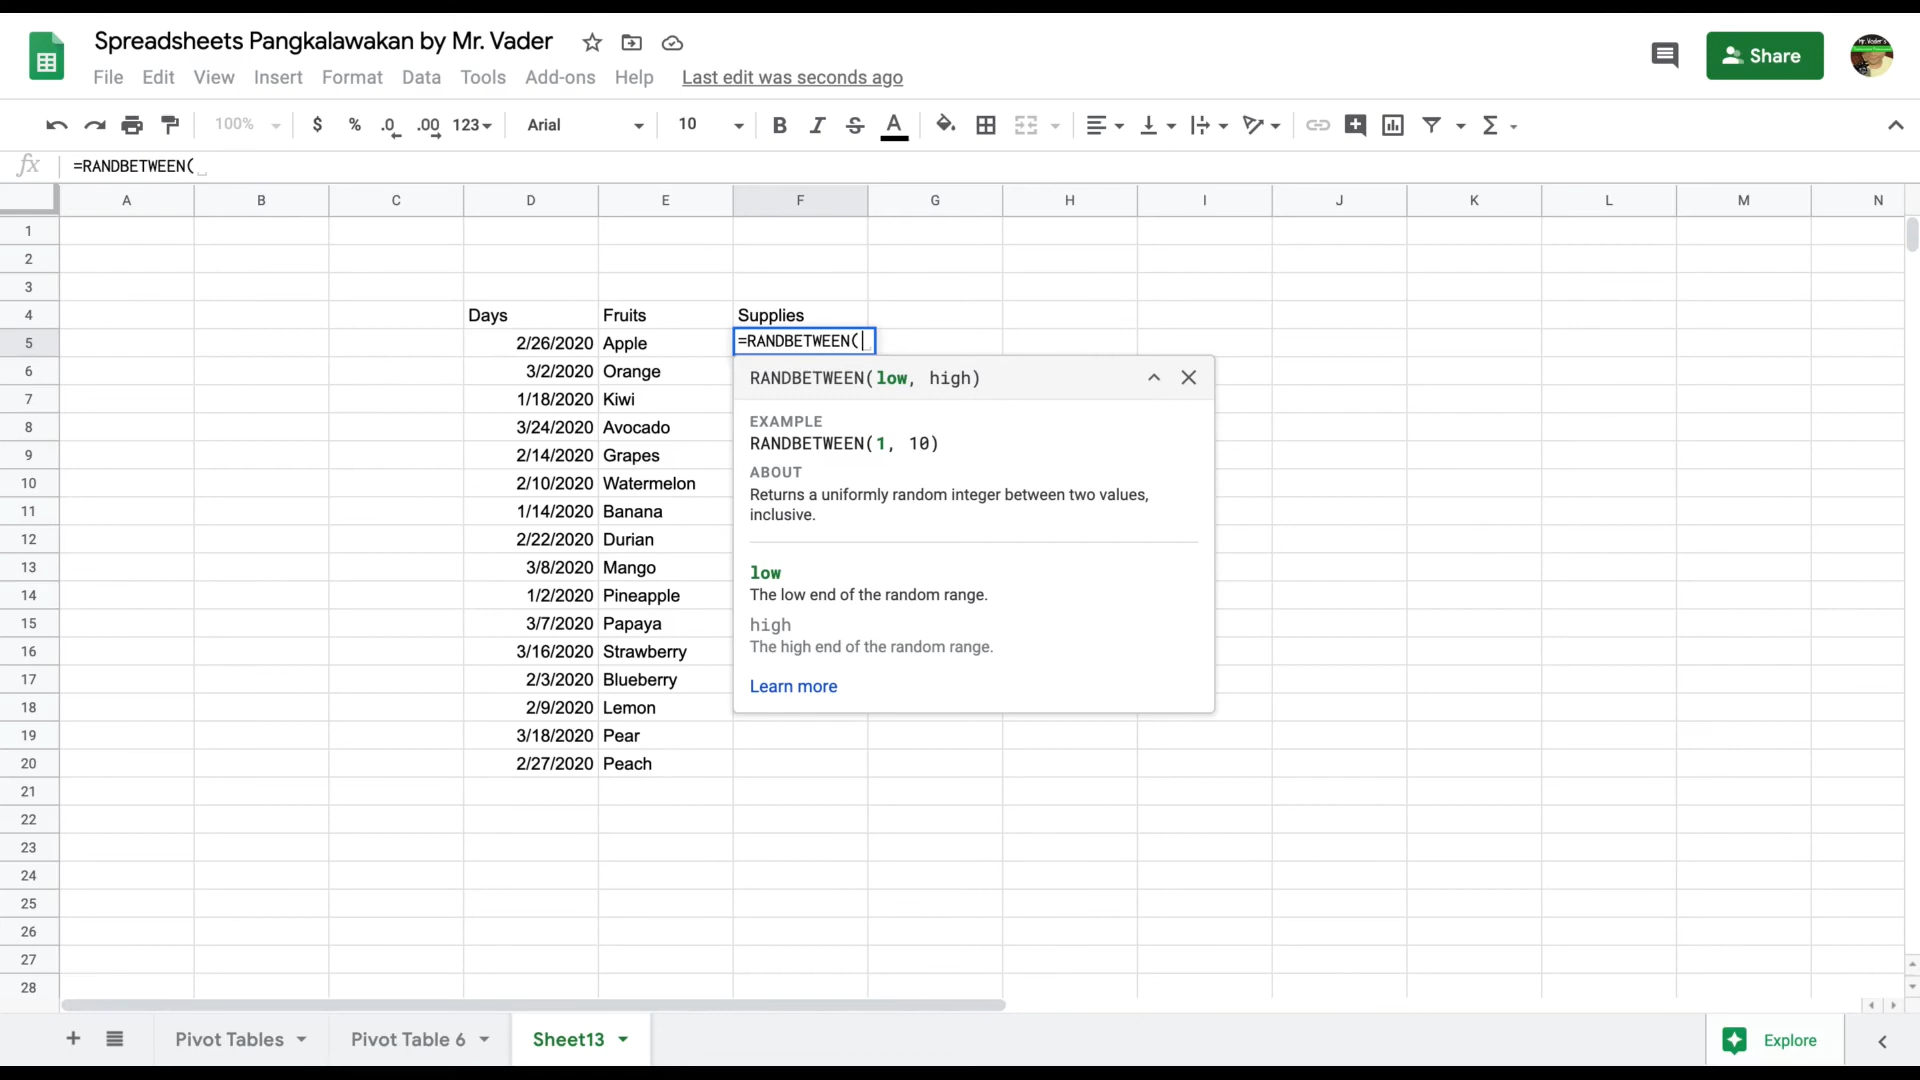 Spreadsheets Pangkalawakan by Mr. Vader
File Edit View Insert Format Data Tools Add-ons Help Last edit was seconds ago
Share
100% $ % .0 .00 123 Arial 10 B I S A Σ
fx =RANDBETWEEN(
A B C D E F G H I J K L M N
1
2
3
4 Days Fruits Supplies
5 2/26/2020 Apple =RANDBETWEEN(
6 3/2/2020 Orange
7 1/18/2020 Kiwi
8 3/24/2020 Avocado
9 2/14/2020 Grapes
10 2/10/2020 Watermelon
11 1/14/2020 Banana
12 2/22/2020 Durian
13 3/8/2020 Mango
14 1/2/2020 Pineapple
15 3/7/2020 Papaya
16 3/16/2020 Strawberry
17 2/3/2020 Blueberry
18 2/9/2020 Lemon
19 3/18/2020 Pear
20 2/27/2020 Peach
21
22
23
24
25
26
27
28
RANDBETWEEN(low, high)
EXAMPLE
RANDBETWEEN(1, 10)
ABOUT
Returns a uniformly random integer between two values,
inclusive.
low
The low end of the random range.
high
The high end of the random range.
Learn more
Pivot Tables Pivot Table 6 Sheet13 Explore